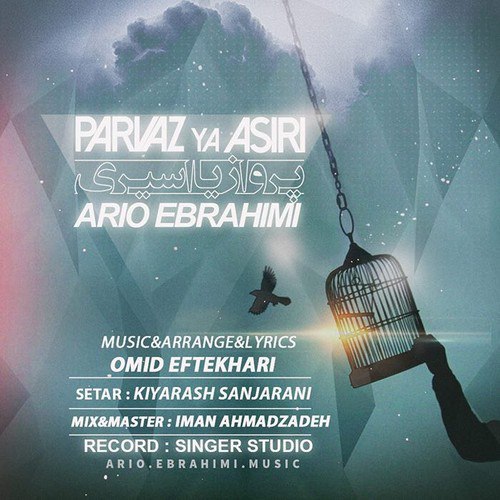 PARVAZ YA ASIRI
پرواز یا اسیری
ARIO EBRAHIMI
MUSIC&ARRANGE&LYRICS
OMID EFTEKHARI
SETAR : KIYARASH SANJARANI
MIX&MASTER : IMAN AHMADZADEH
RECORD : SINGER STUDIO
ARIO.EBRAHIMI.MUSIC